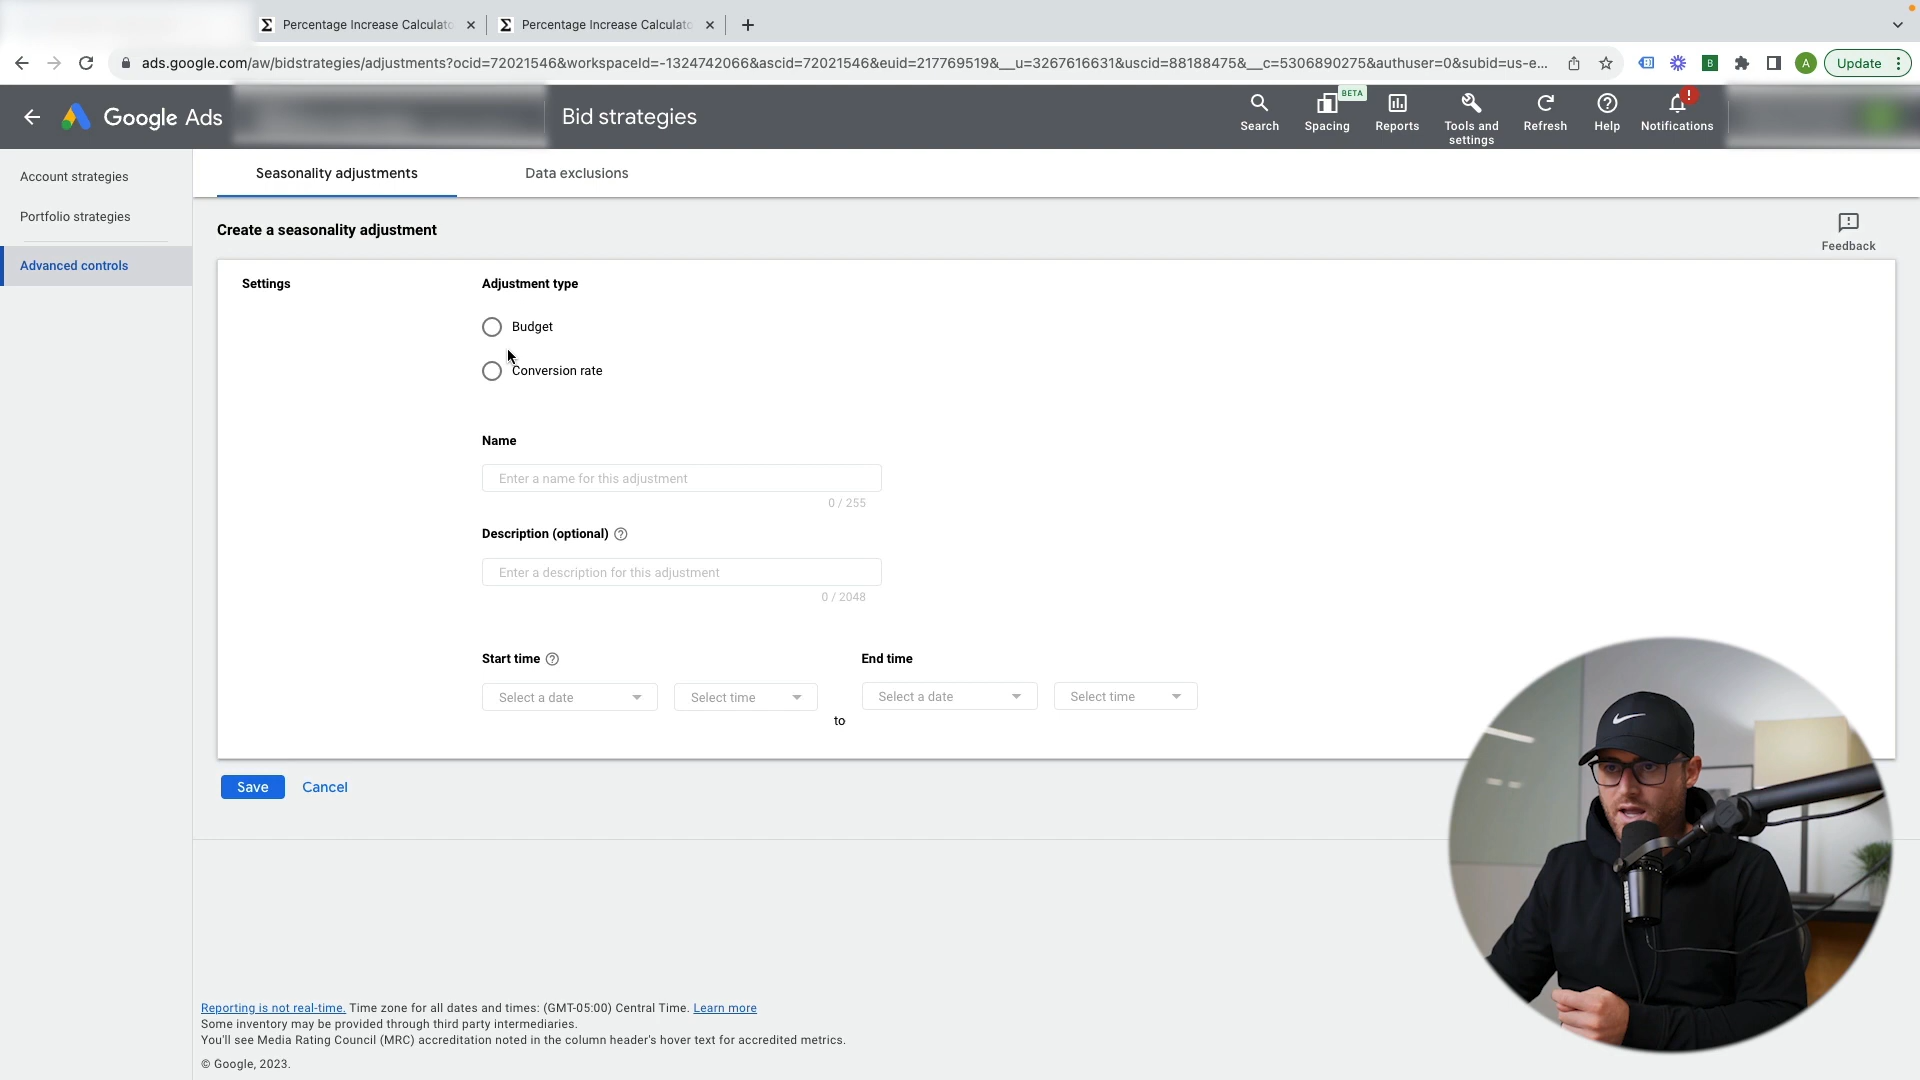 Percentage Increase Calculato
Percentage Increase Calculato
ads.google.com/aw/bidstrategies/adjustments?ocid=72021546&workspaceId=-1324742066&ascid=72021546&euid=217769519&__u=3267616631&uscid=88188475&__c=5306890275&authuser=0&subid=us-e...
B
A
Update
Google Ads
Bid strategies
Search
BETA
Spacing
Reports
Tools and
settings
Refresh
Help
!
Notifications
Account strategies
Portfolio strategies
Advanced controls
Seasonality adjustments
Data exclusions
Create a seasonality adjustment
Feedback
Settings
Adjustment type
Budget
Conversion rate
Name
Enter a name for this adjustment
0 / 255
Description (optional)
Enter a description for this adjustment
0 / 2048
Start time
End time
Select a date
Select time
to
Select a date
Select time
Save
Cancel
Reporting is not real-time. Time zone for all dates and times: (GMT-05:00) Central Time. Learn more
Some inventory may be provided through third party intermediaries.
You'll see Media Rating Council (MRC) accreditation noted in the column header's hover text for accredited metrics.
© Google, 2023.